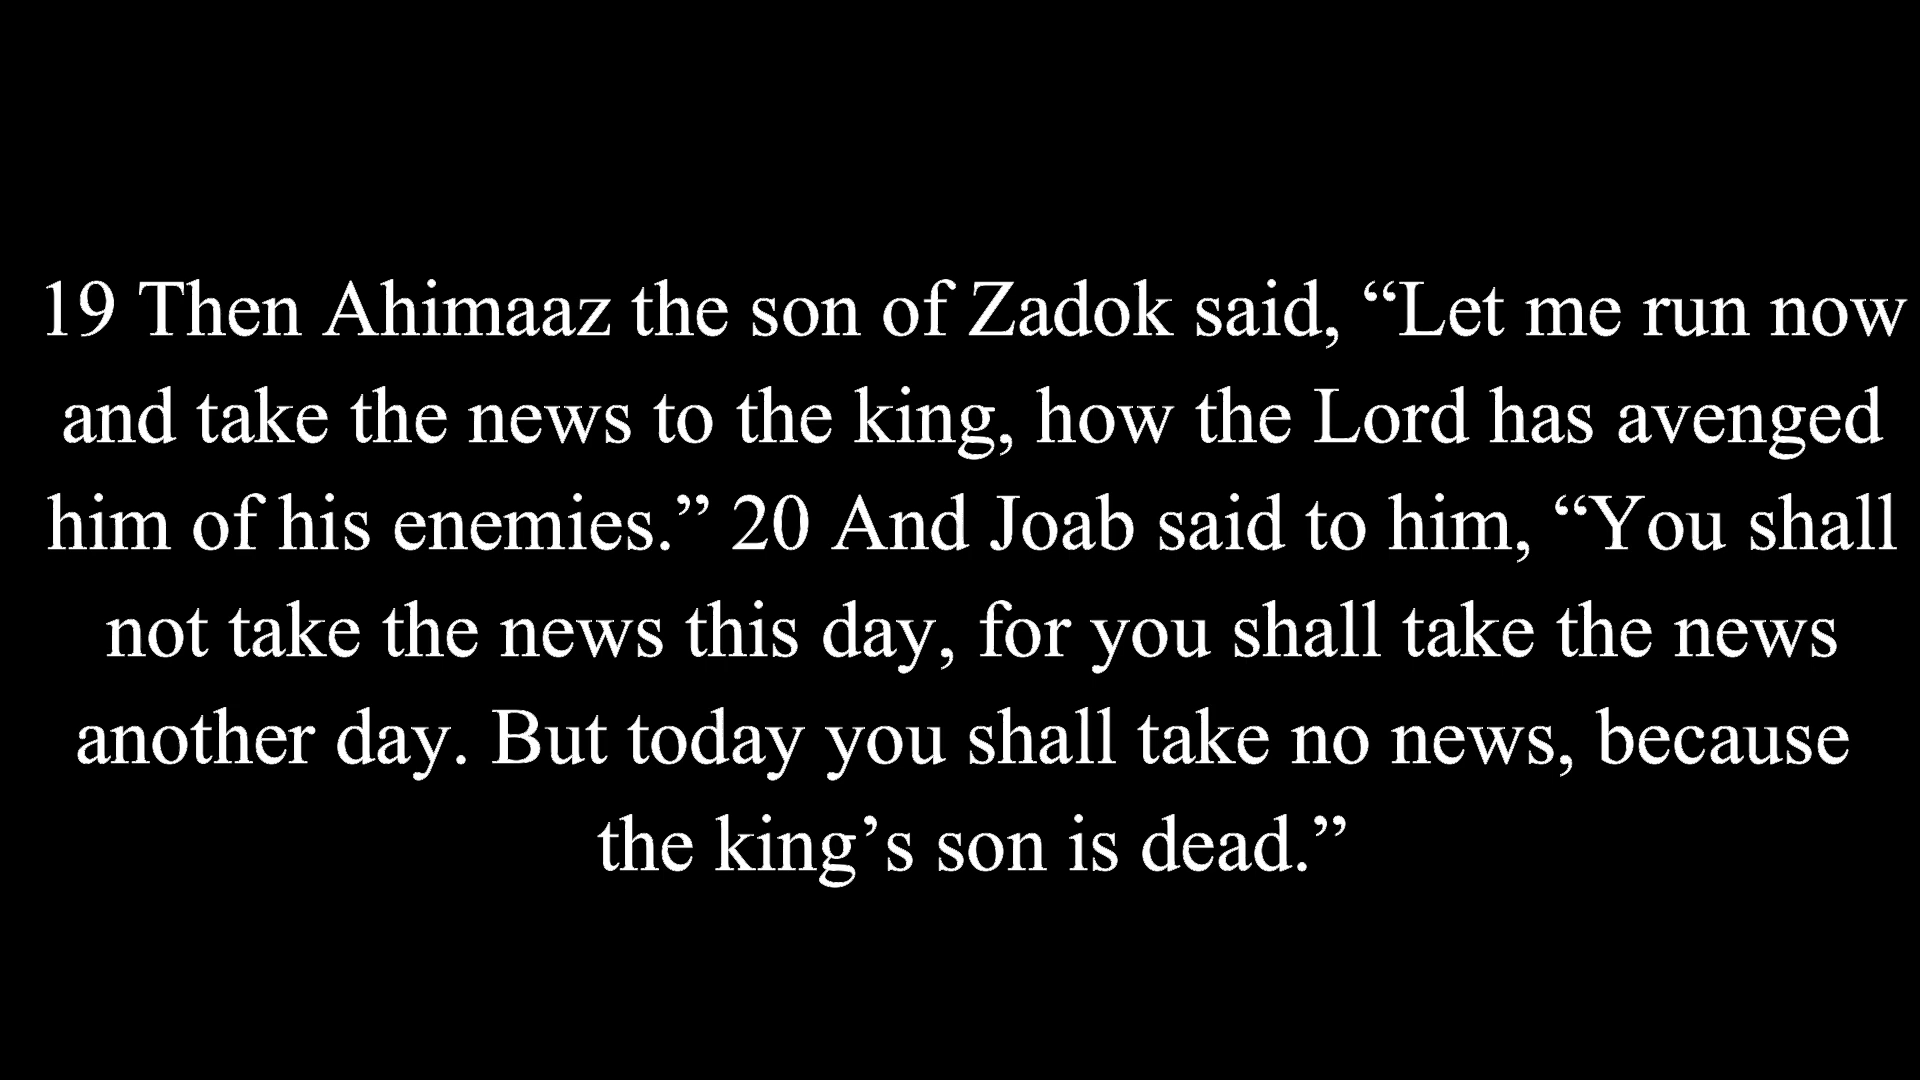 19 Then Ahimaaz the son of Zadok said, “Let me run now
and take the news to the king, how the Lord has avenged
him of his enemies.” 20 And Joab said to him, “You shall
not take the news this day, for you shall take the news
another day. But today you shall take no news, because
the king’s son is dead.”